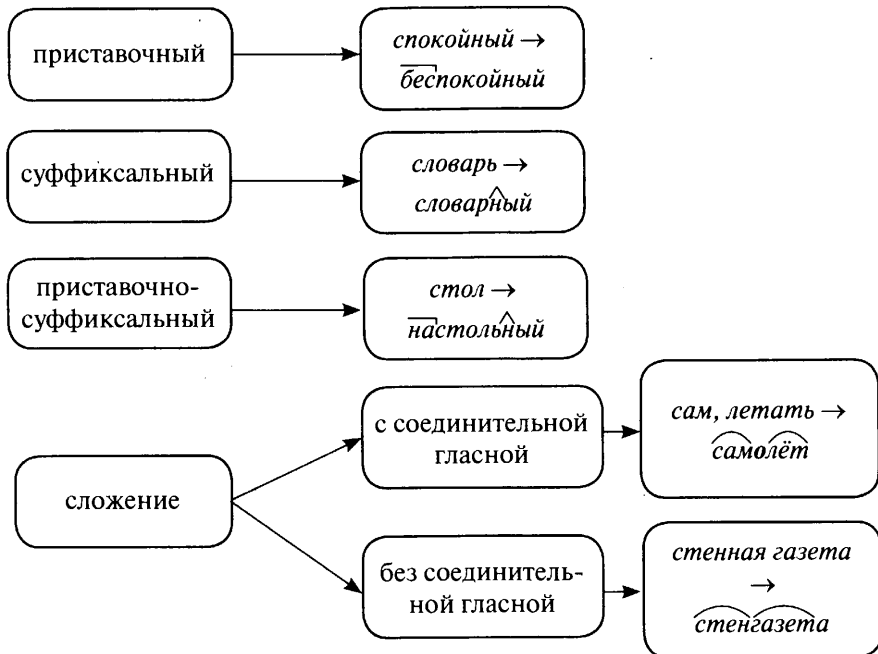 приставочный
спокойный →
беспокойный
суффиксальный
словарь →
словарный
приставочно-
суффиксальный
стол →
настольный
сложение
с соединительной
гласной
сам, летать →
самолёт
без соединитель-
ной гласной
стенная газета
→
стенгазета